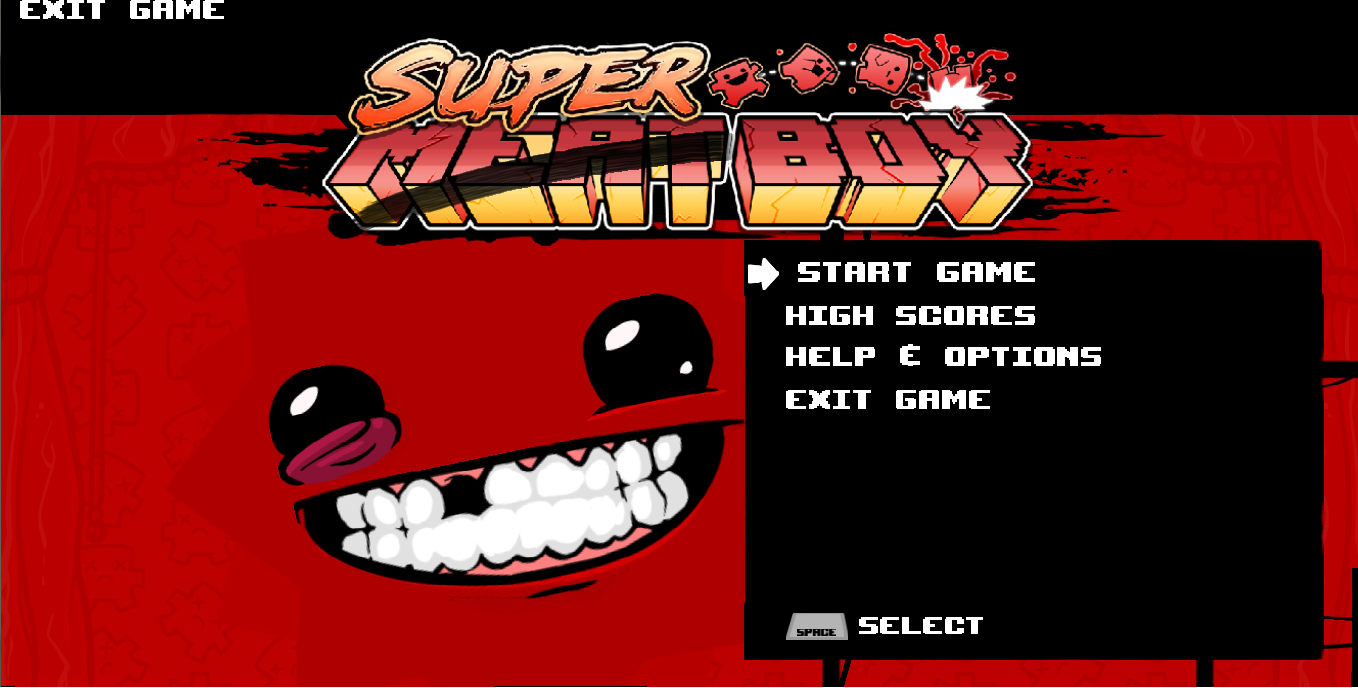 EXIT GAME
SUPER
MEAT BOY
START GAME
HIGH SCORES
HELP & OPTIONS
EXIT GAME
SPACE SELECT